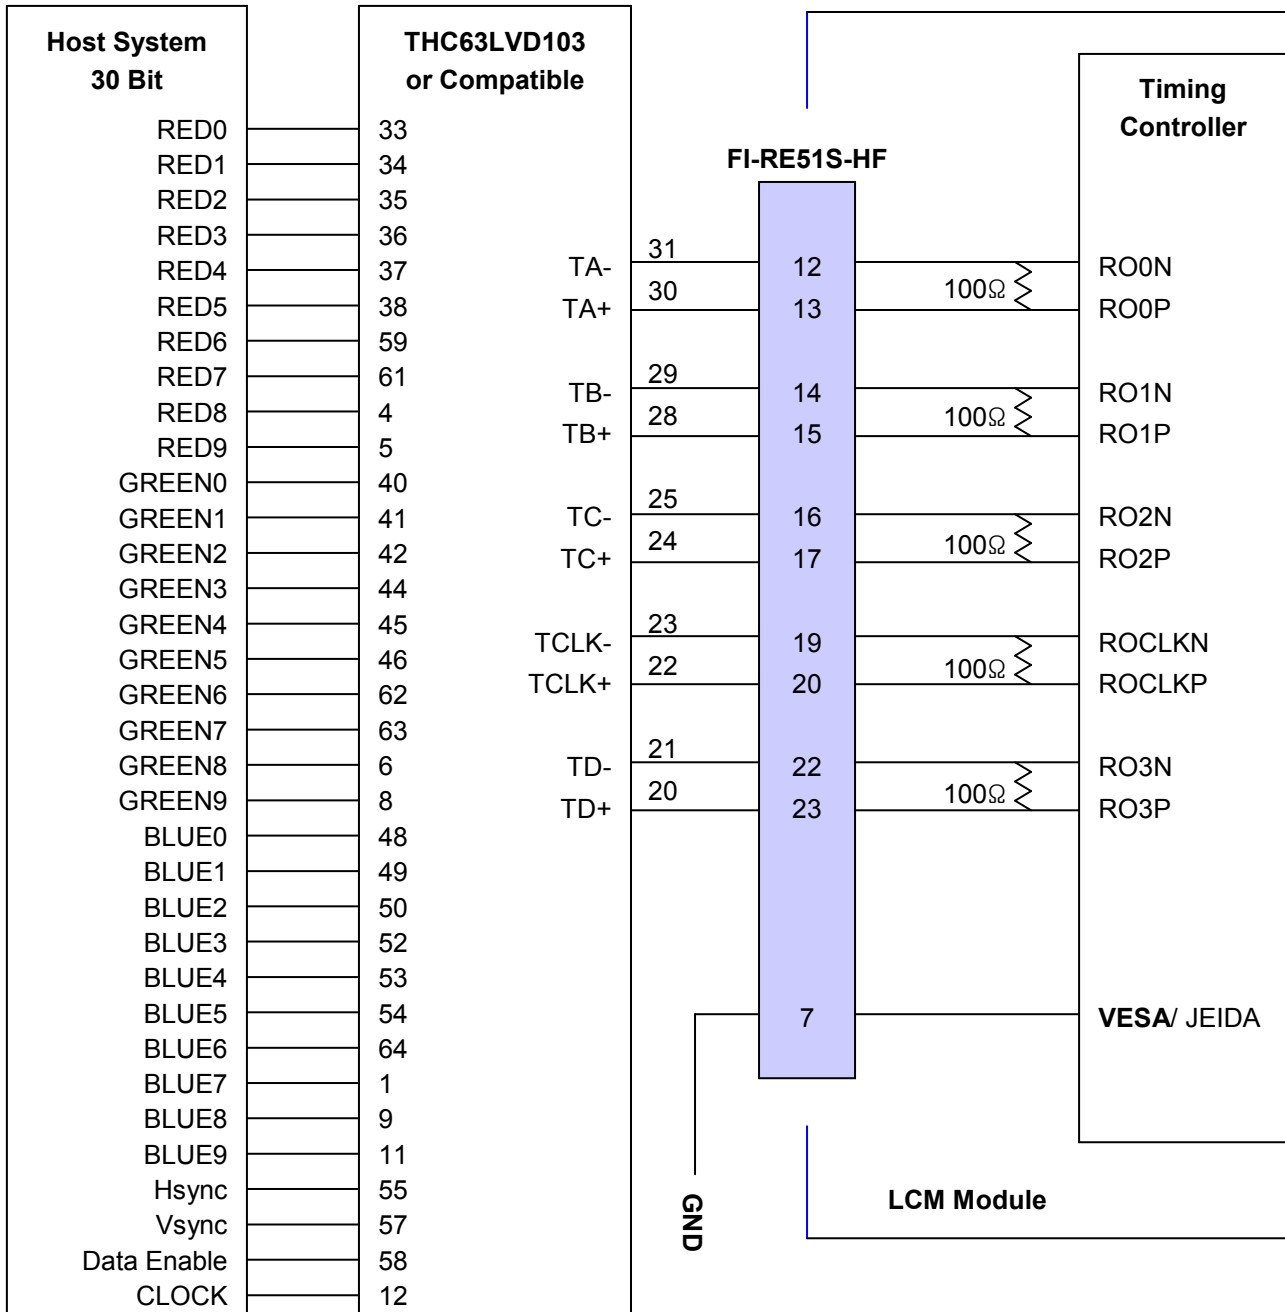 Host System
30 Bit
RED0 33
RED1 34
RED2 35
RED3 36
RED4 37
RED5 38
RED6 59
RED7 61
RED8 4
RED9 5
GREEN0 40
GREEN1 41
GREEN2 42
GREEN3 44
GREEN4 45
GREEN5 46
GREEN6 62
GREEN7 63
GREEN8 6
GREEN9 8
BLUE0 48
BLUE1 49
BLUE2 50
BLUE3 52
BLUE4 53
BLUE5 54
BLUE6 64
BLUE7 1
BLUE8 9
BLUE9 11
Hsync 55
Vsync 57
Data Enable 58
CLOCK 12
THC63LVD103
or Compatible
TA- 31
TA+ 30
TB- 29
TB+ 28
TC- 25
TC+ 24
TCLK- 23
TCLK+ 22
TD- 21
TD+ 20
FI-RE51S-HF
12
13
14
15
16
17
19
20
22
23
7
GND
100Ω
100Ω
100Ω
100Ω
100Ω
Timing
Controller
RO0N
RO0P
RO1N
RO1P
RO2N
RO2P
ROCLKN
ROCLKP
RO3N
RO3P
VESA/ JEIDA
LCM Module